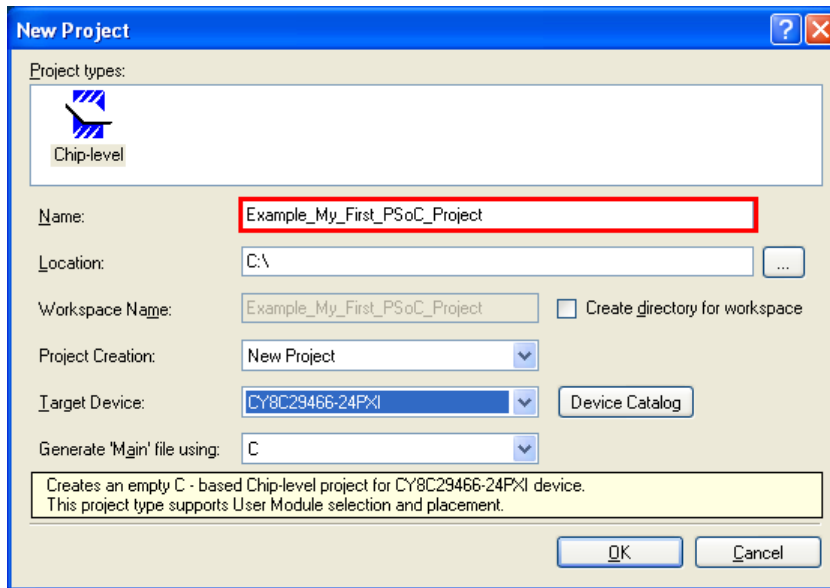 New Project
Project types:
Chip-level
Name: Example_My_First_PSoC_Project
Location: C:\ ...
Workspace Name: Example_My_First_PSoC_Project Create directory for workspace
Project Creation: New Project
Target Device: CY8C29466-24PXI Device Catalog
Generate 'Main' file using: C
Creates an empty C - based Chip-level project for CY8C29466-24PXI device.
This project type supports User Module selection and placement.
OK Cancel